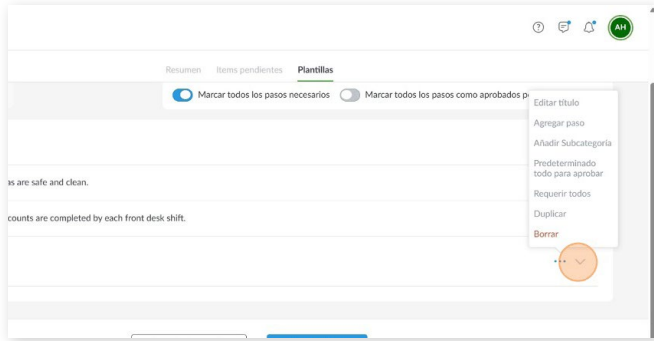 AH
Resumen Items pendientes Plantillas
Marcar todos los pasos necesarios Marcar todos los pasos como aprobados
Editar título
Agregar paso
Añadir Subcategoría
Predeterminado
todo para aprobar
Requerir todos
Duplicar
Borrar
as are safe and clean.
counts are completed by each front desk shift.